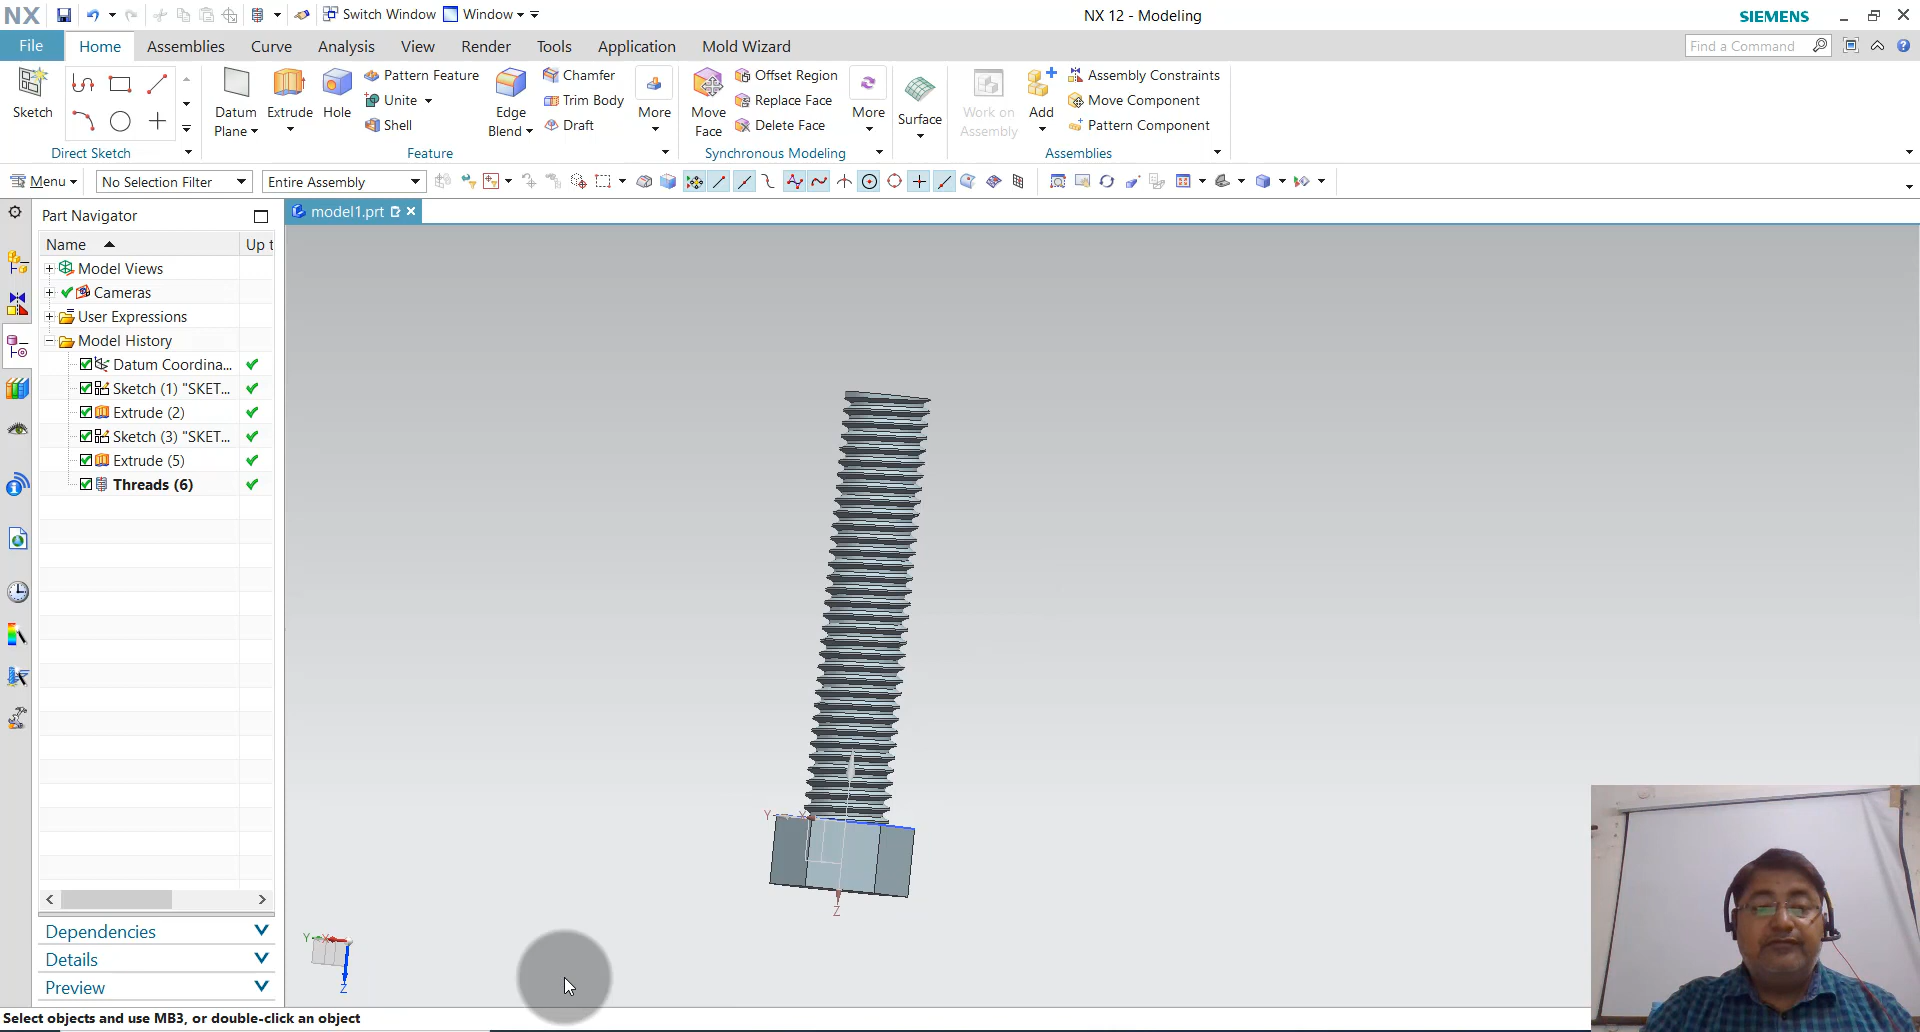 NX Switch Window Window NX 12 - Modeling SIEMENS
File Home Assemblies Curve Analysis View Render Tools Application Mold Wizard Find a Command
Sketch
Direct Sketch
Datum Plane
Extrude
Hole
Pattern Feature
Unite
Shell
Edge Blend
Chamfer
Trim Body
Draft
More
Feature
Move Face
Offset Region
Replace Face
Delete Face
More
Synchronous Modeling
Surface
Work on Assembly
Add
Assembly Constraints
Move Component
Pattern Component
Assemblies
Menu No Selection Filter Entire Assembly
Part Navigator
model1.prt
Name Up t
Model Views
Cameras
User Expressions
Model History
Datum Coordina...
Sketch (1) "SKET...
Extrude (2)
Sketch (3) "SKET...
Extrude (5)
Threads (6)
Dependencies
Details
Preview
Y
X
Z
Y
X
Z
Select objects and use MB3, or double-click an object